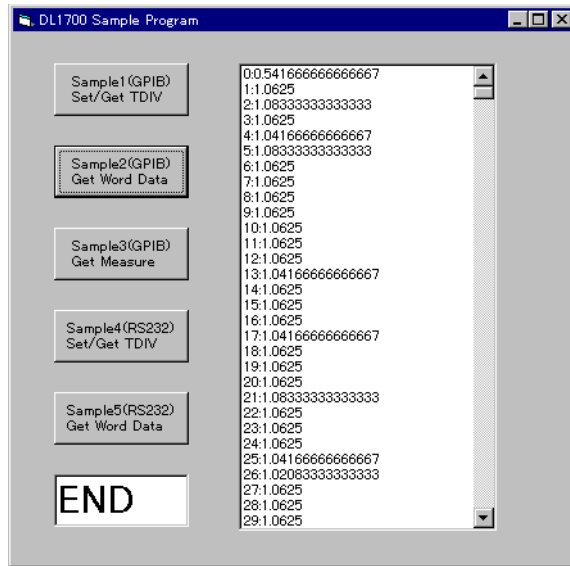 DL1700 Sample Program
Sample1(GPIB)
Set/Get TDIV
Sample2(GPIB)
Get Word Data
Sample3(GPIB)
Get Measure
Sample4(RS232)
Set/Get TDIV
Sample5(RS232)
Get Word Data
END
0:0.541666666666667
1:1.0625
2:1.08333333333333
3:1.0625
4:1.04166666666667
5:1.08333333333333
6:1.0625
7:1.0625
8:1.0625
9:1.0625
10:1.0625
11:1.0625
12:1.0625
13:1.04166666666667
14:1.0625
15:1.0625
16:1.0625
17:1.04166666666667
18:1.0625
19:1.0625
20:1.0625
21:1.08333333333333
22:1.0625
23:1.0625
24:1.0625
25:1.04166666666667
26:1.02083333333333
27:1.0625
28:1.0625
29:1.0625